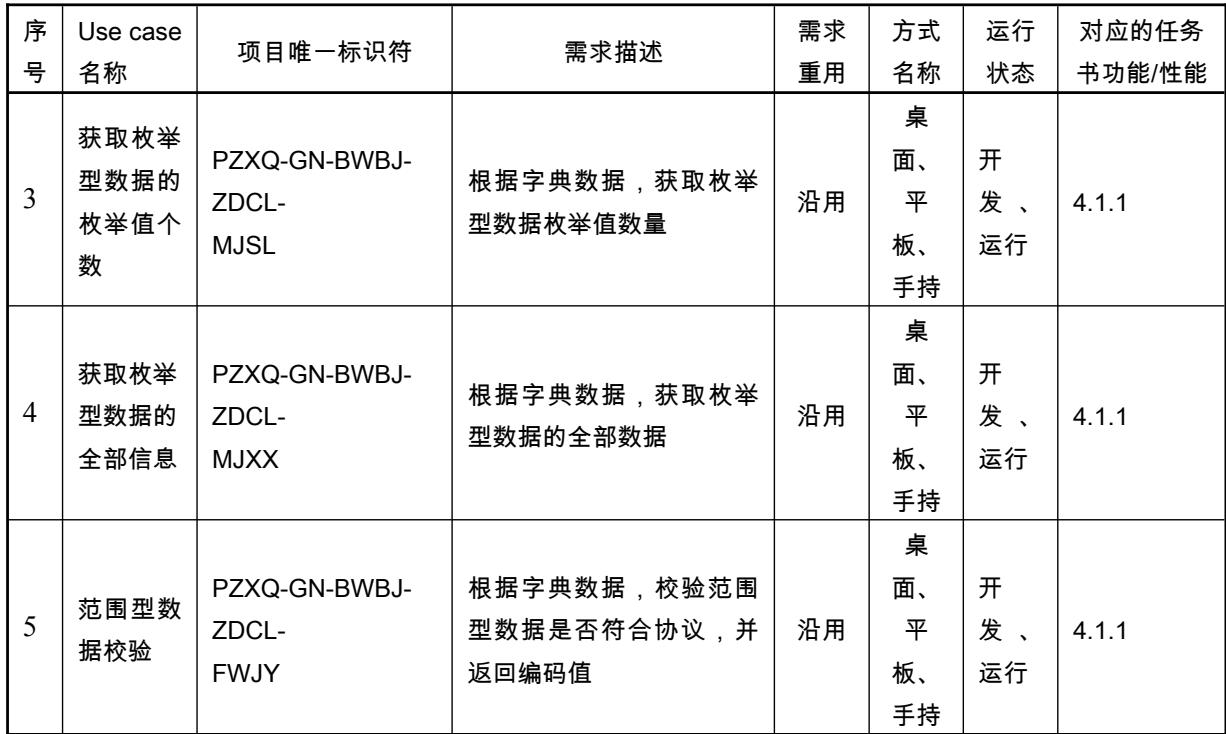 序号 Use case 名称 项目唯一标识符 需求描述 需求重用 方式名称 运行状态 对应的任务书功能/性能
3
获取枚举
型数据的
枚举值个
数
PZXQ-GN-BWBJ-
ZDCL-
MJSL
根据字典数据，获取枚举
型数据枚举值数量
沿用
桌
面、
平
板、
手持
开
发、
运行
4.1.1
4
获取枚举
型数据的
全部信息
PZXQ-GN-BWBJ-
ZDCL-
MJXX
根据字典数据，获取枚举
型数据的全部数据
沿用
桌
面、
平
板、
手持
开
发、
运行
4.1.1
5
范围型数
据校验
PZXQ-GN-BWBJ-
ZDCL-
FWJY
根据字典数据，校验范围
型数据是否符合协议，并
返回编码值
沿用
桌
面、
平
板、
手持
开
发、
运行
4.1.1